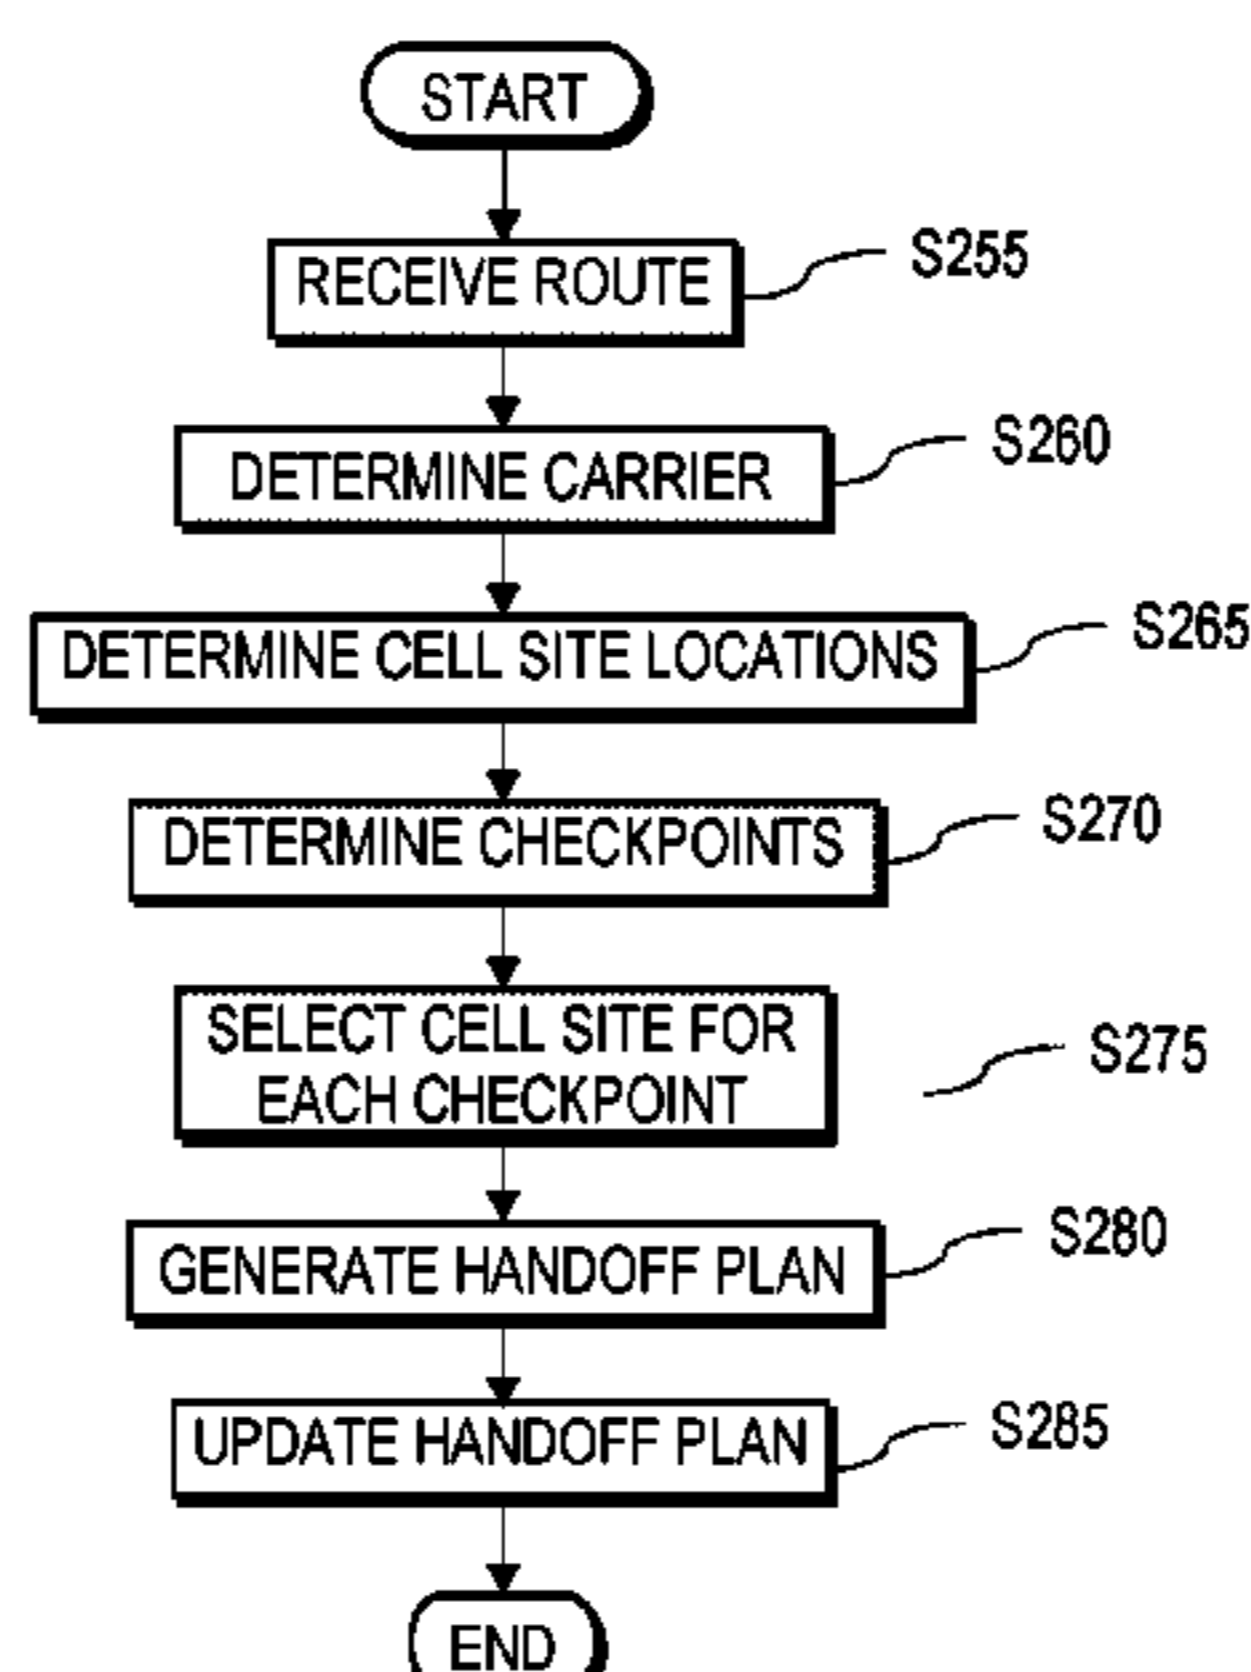 START
RECEIVE ROUTE
S255
DETERMINE CARRIER
S260
DETERMINE CELL SITE LOCATIONS
S265
DETERMINE CHECKPOINTS
S270
SELECT CELL SITE FOR
EACH CHECKPOINT
S275
GENERATE HANDOFF PLAN
S280
UPDATE HANDOFF PLAN
S285
END